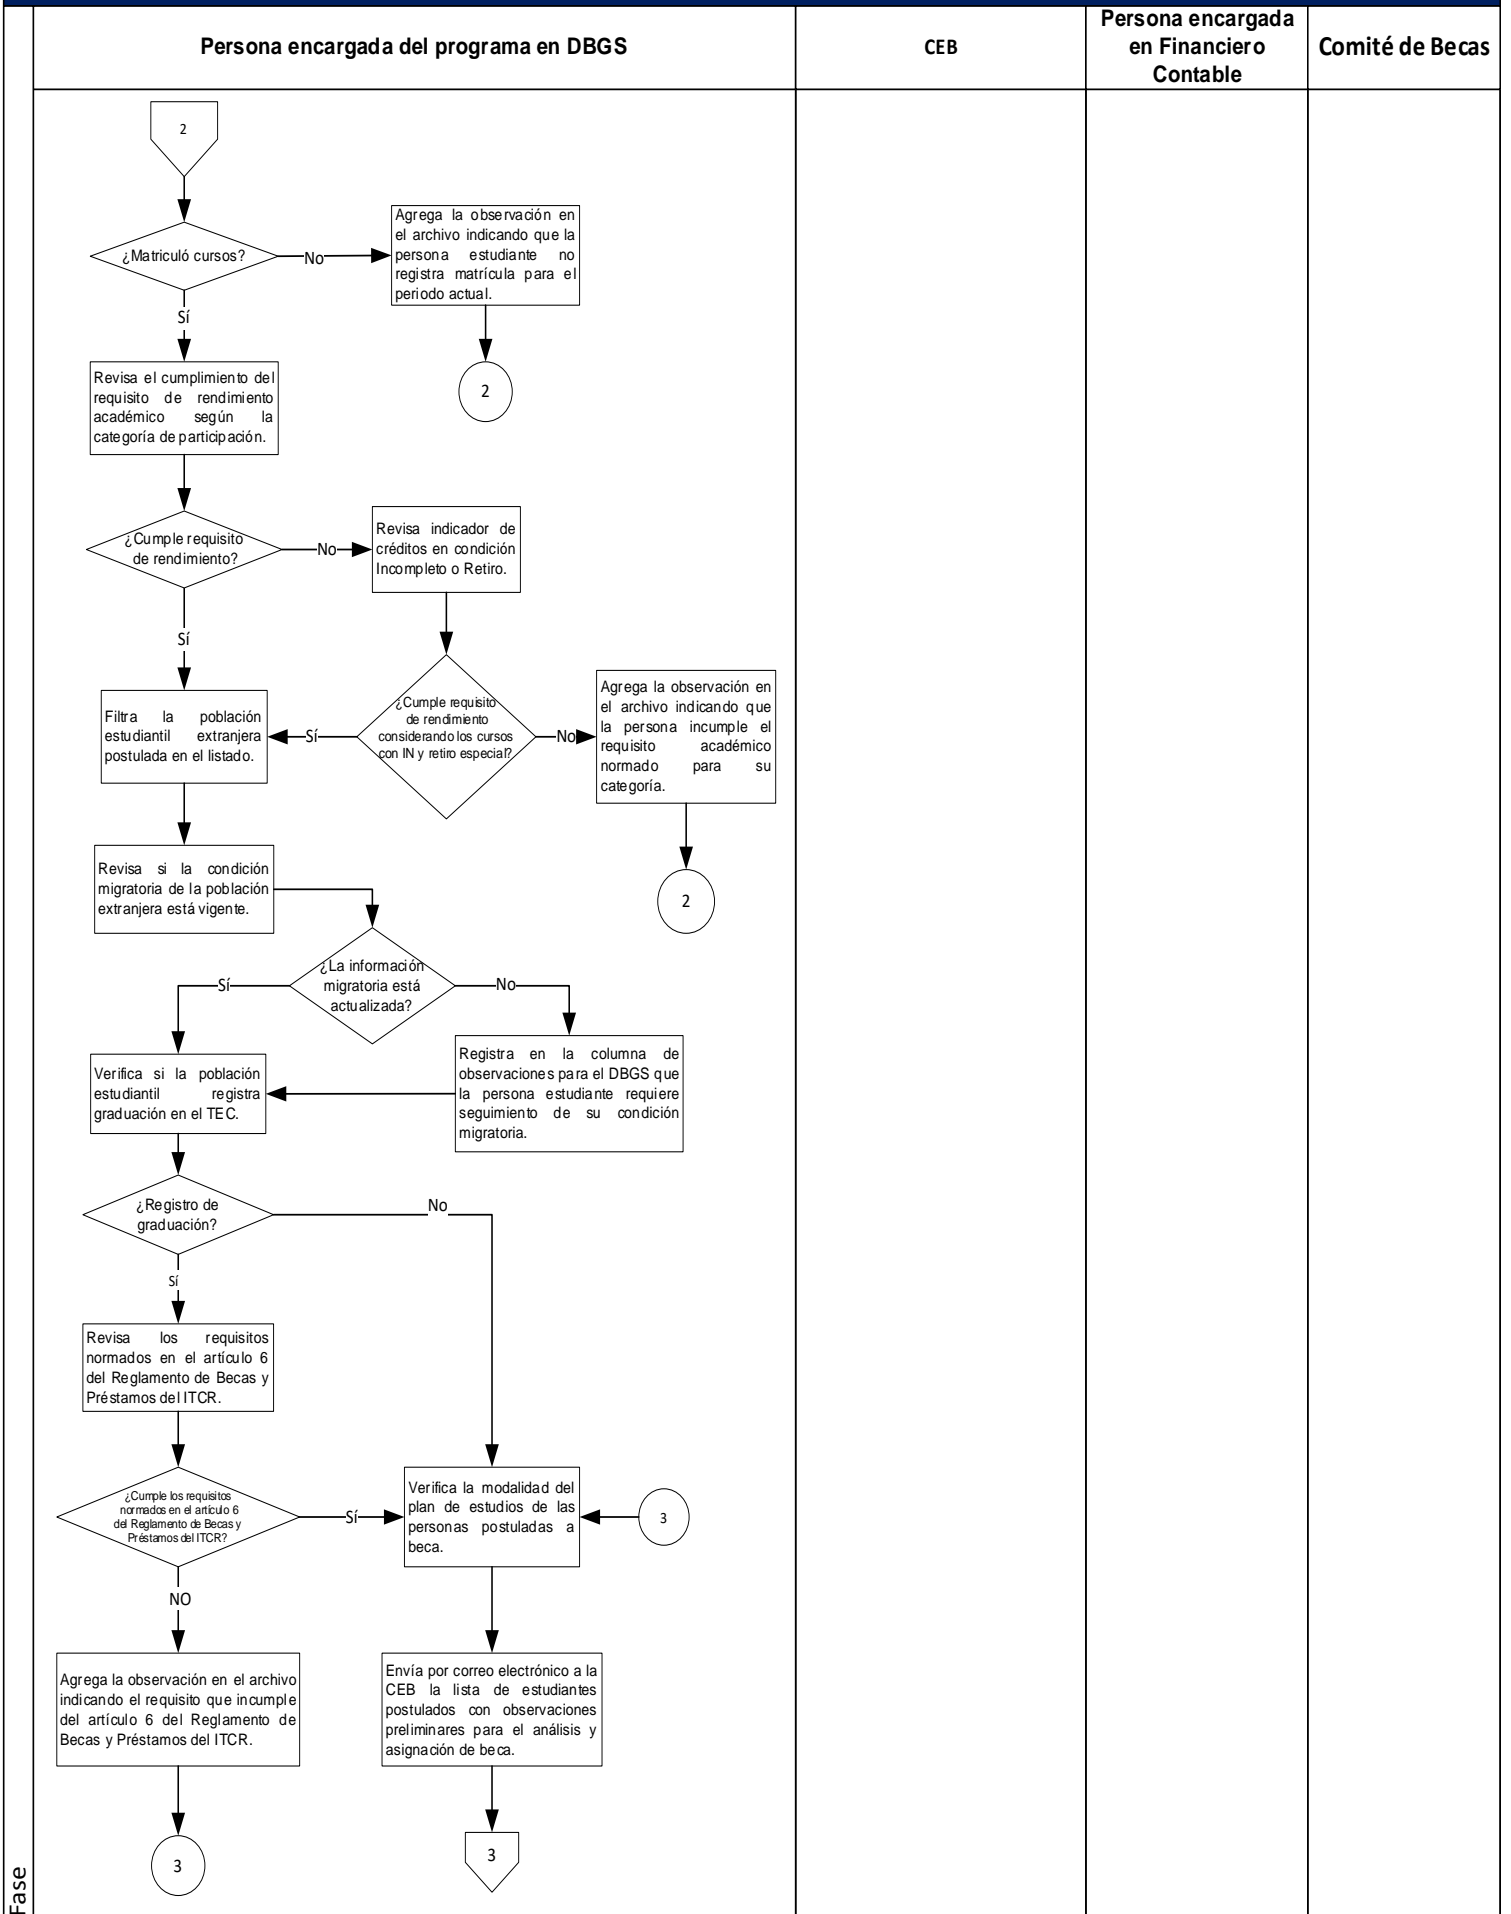 Persona encargada del programa en DBGS
CEB
Persona encargada
en Financiero
Contable
Comité de Becas
2
¿Matriculó cursos?
No
Agrega la observación en
el archivo indicando que la
persona estudiante no
registra matrícula para el
periodo actual.
Sí
2
Revisa el cumplimiento del
requisito de rendimiento
académico según la
categoría de participación.
¿Cumple requisito
de rendimiento?
No
Revisa indicador de
créditos en condición
Incompleto o Retiro.
Sí
Filtra la población
estudiantil extranjera
postulada en el listado.
Sí
¿Cumple requisito
de rendimiento
considerando los cursos
con IN y retiro especial?
No
Agrega la observación en
el archivo indicando que
la persona incumple el
requisito académico
normado para su
categoría.
Revisa si la condición
migratoria de la población
extranjera está vigente.
2
¿La información
migratoria está
actualizada?
Sí
No
Verifica si la población
estudiantil registra
graduación en el TEC.
Registra en la columna de
observaciones para el DBGS que
la persona estudiante requiere
seguimiento de su condición
migratoria.
¿Registro de
graduación?
No
Sí
Revisa los requisitos
normados en el artículo 6
del Reglamento de Becas y
Préstamos del ITCR.
¿Cumple los requisitos
normados en el artículo 6
del Reglamento de Becas y
Préstamos del ITCR?
Sí
Verifica la modalidad del
plan de estudios de las
personas postuladas a
beca.
3
NO
Agrega la observación en el archivo
indicando el requisito que incumple
del artículo 6 del Reglamento de
Becas y Préstamos del ITCR.
Envía por correo electrónico a la
CEB la lista de estudiantes
postulados con observaciones
preliminares para el análisis y
asignación de beca.
3
3
Fase